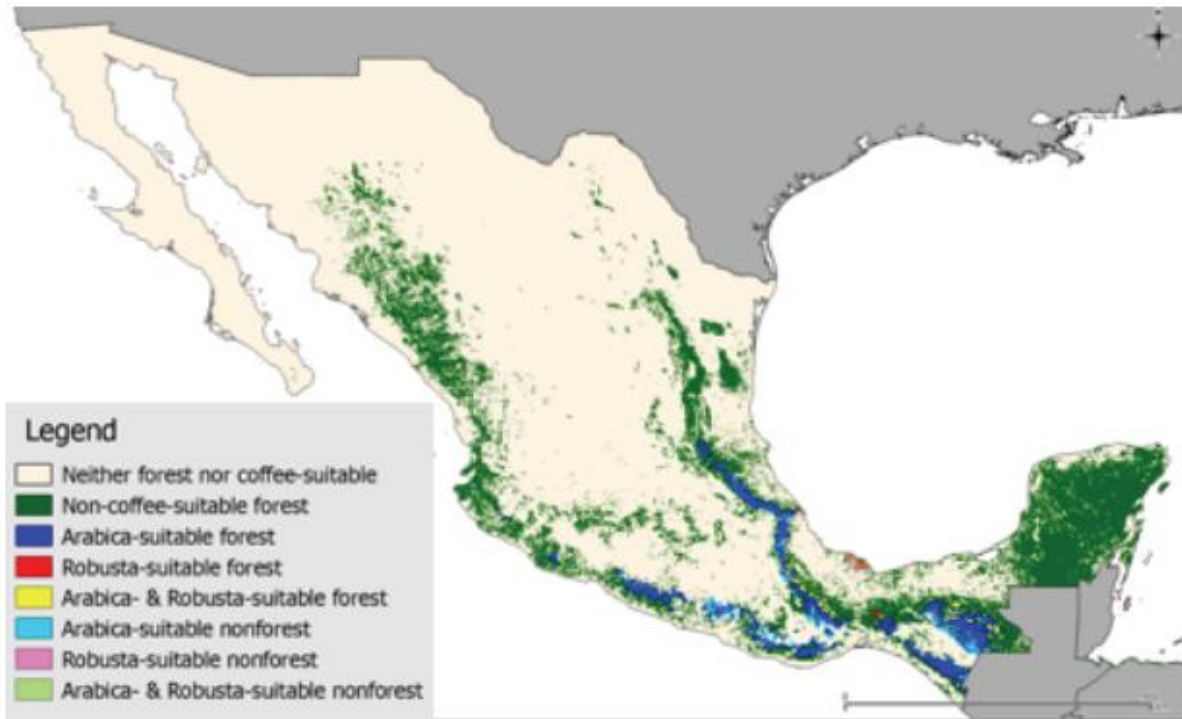 Legend
Neither forest nor coffee-suitable
Non-coffee-suitable forest
Arabica-suitable forest
Robusta-suitable forest
Arabica- & Robusta-suitable forest
Arabica-suitable nonforest
Robusta-suitable nonforest
Arabica- & Robusta-suitable nonforest